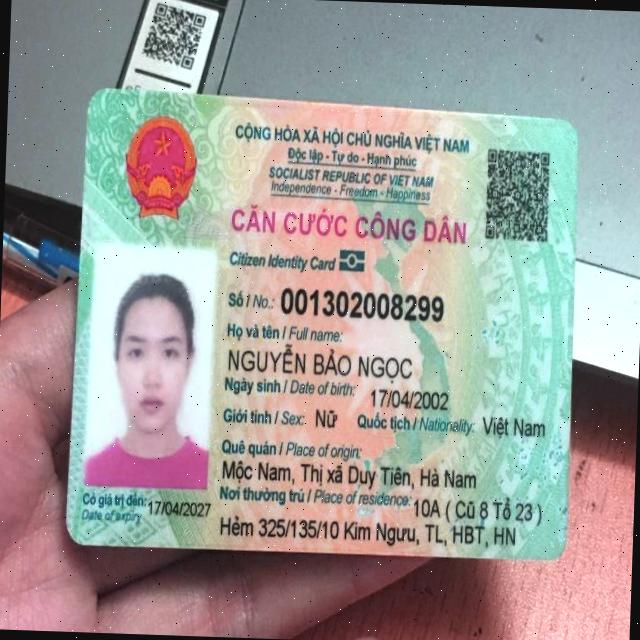 CỘNG HÒA XÃ HỘI CHỦ NGHĨA VIỆT NAM
Độc lập - Tự do - Hạnh phúc
SOCIALIST REPUBLIC OF VIET NAM
Independence - Freedom - Happiness
CĂN CƯỚC CÔNG DÂN
Citizen Identity Card
Số / No.: 001302008299
Họ và tên / Full name:
NGUYỄN BẢO NGỌC
Ngày sinh / Date of birth: 17/04/2002
Giới tính / Sex: Nữ Quốc tịch / Nationality: Việt Nam
Quê quán / Place of origin:
Mộc Nam, Thị xã Duy Tiên, Hà Nam
Nơi thường trú / Place of residence: 10A ( Cũ 8 Tổ 23 )
Hẻm 325/135/10 Kim Ngưu, TL, HBT, HN
Có giá trị đến: 17/04/2027
Date of expiry